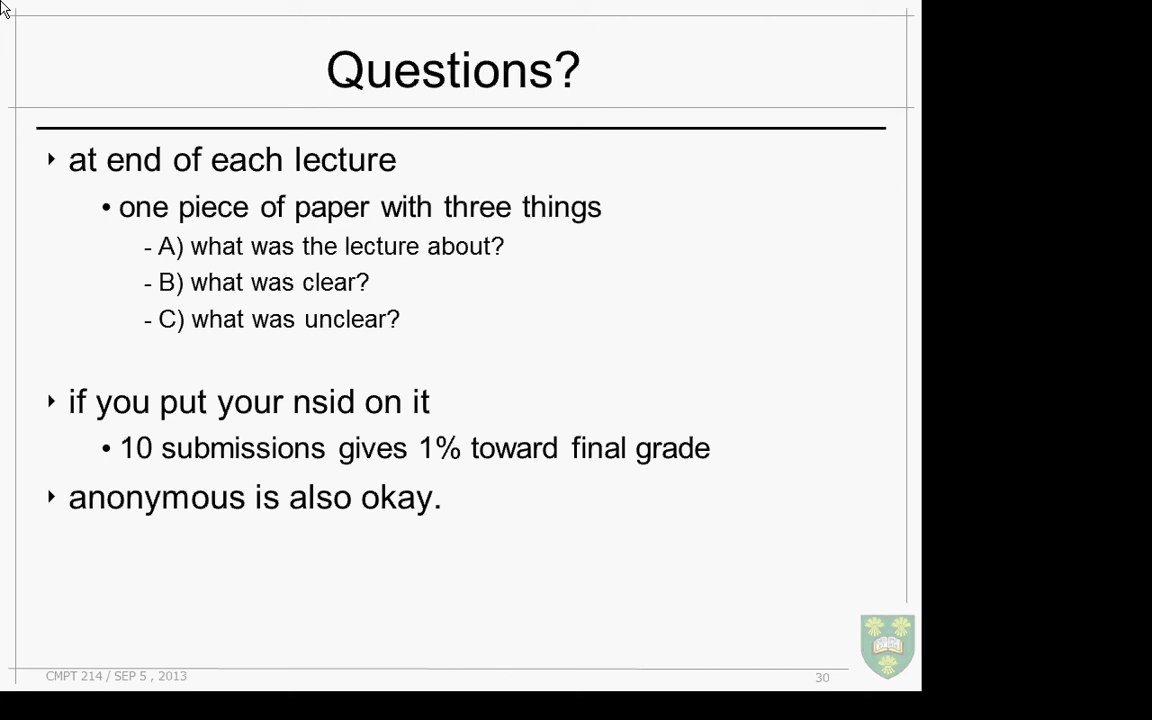 Questions?
‣ at end of each lecture
• one piece of paper with three things
- A) what was the lecture about?
- B) what was clear?
- C) what was unclear?
‣ if you put your nsid on it
• 10 submissions gives 1% toward final grade
‣ anonymous is also okay.
CMPT 214 / SEP 5 , 2013
30